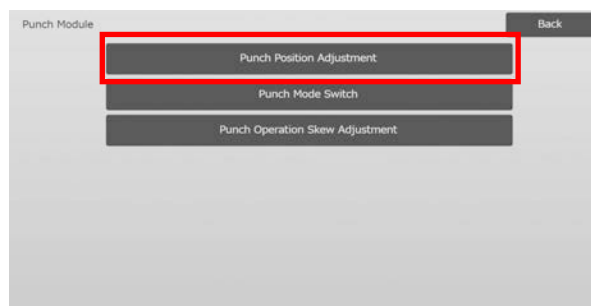 Punch Module
Back
Punch Position Adjustment
Punch Mode Switch
Punch Operation Skew Adjustment